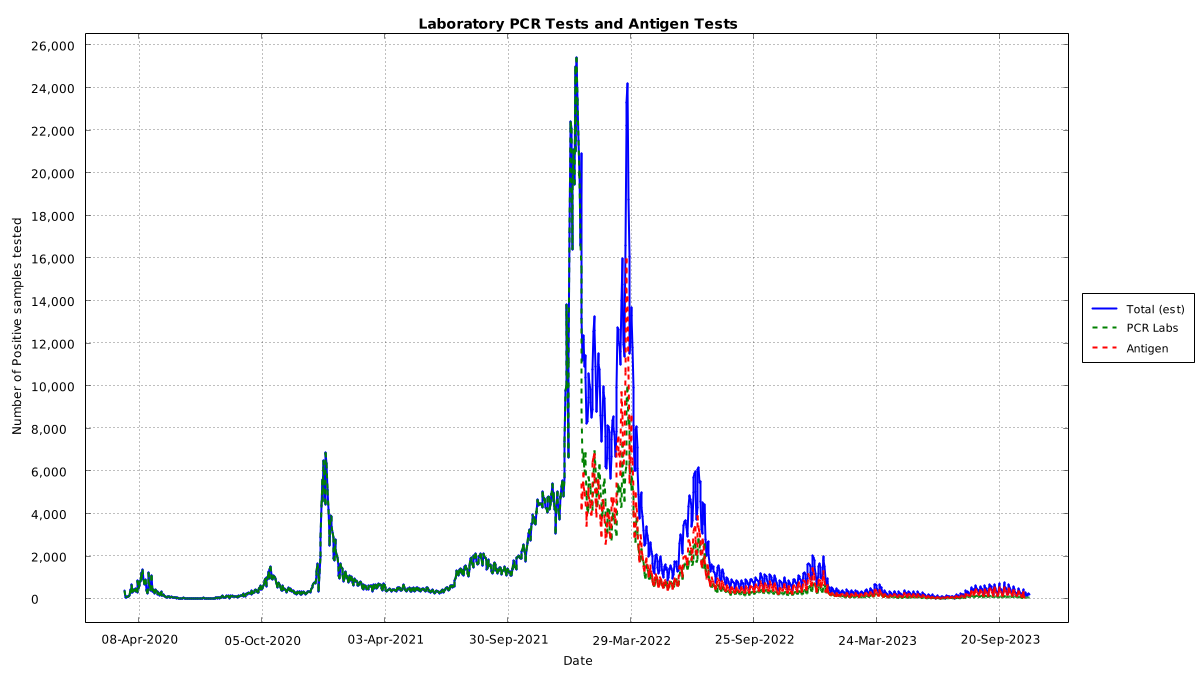 Laboratory PCR Tests and Antigen Tests
26,000
24,000
22,000
20,000
18,000
16,000
14,000
12,000
10,000
8,000
6,000
4,000
2,000
0
Number of Positive samples tested
08-Apr-2020
05-Oct-2020
03-Apr-2021
30-Sep-2021
29-Mar-2022
25-Sep-2022
24-Mar-2023
20-Sep-2023
Date
Total (est)
PCR Labs
Antigen